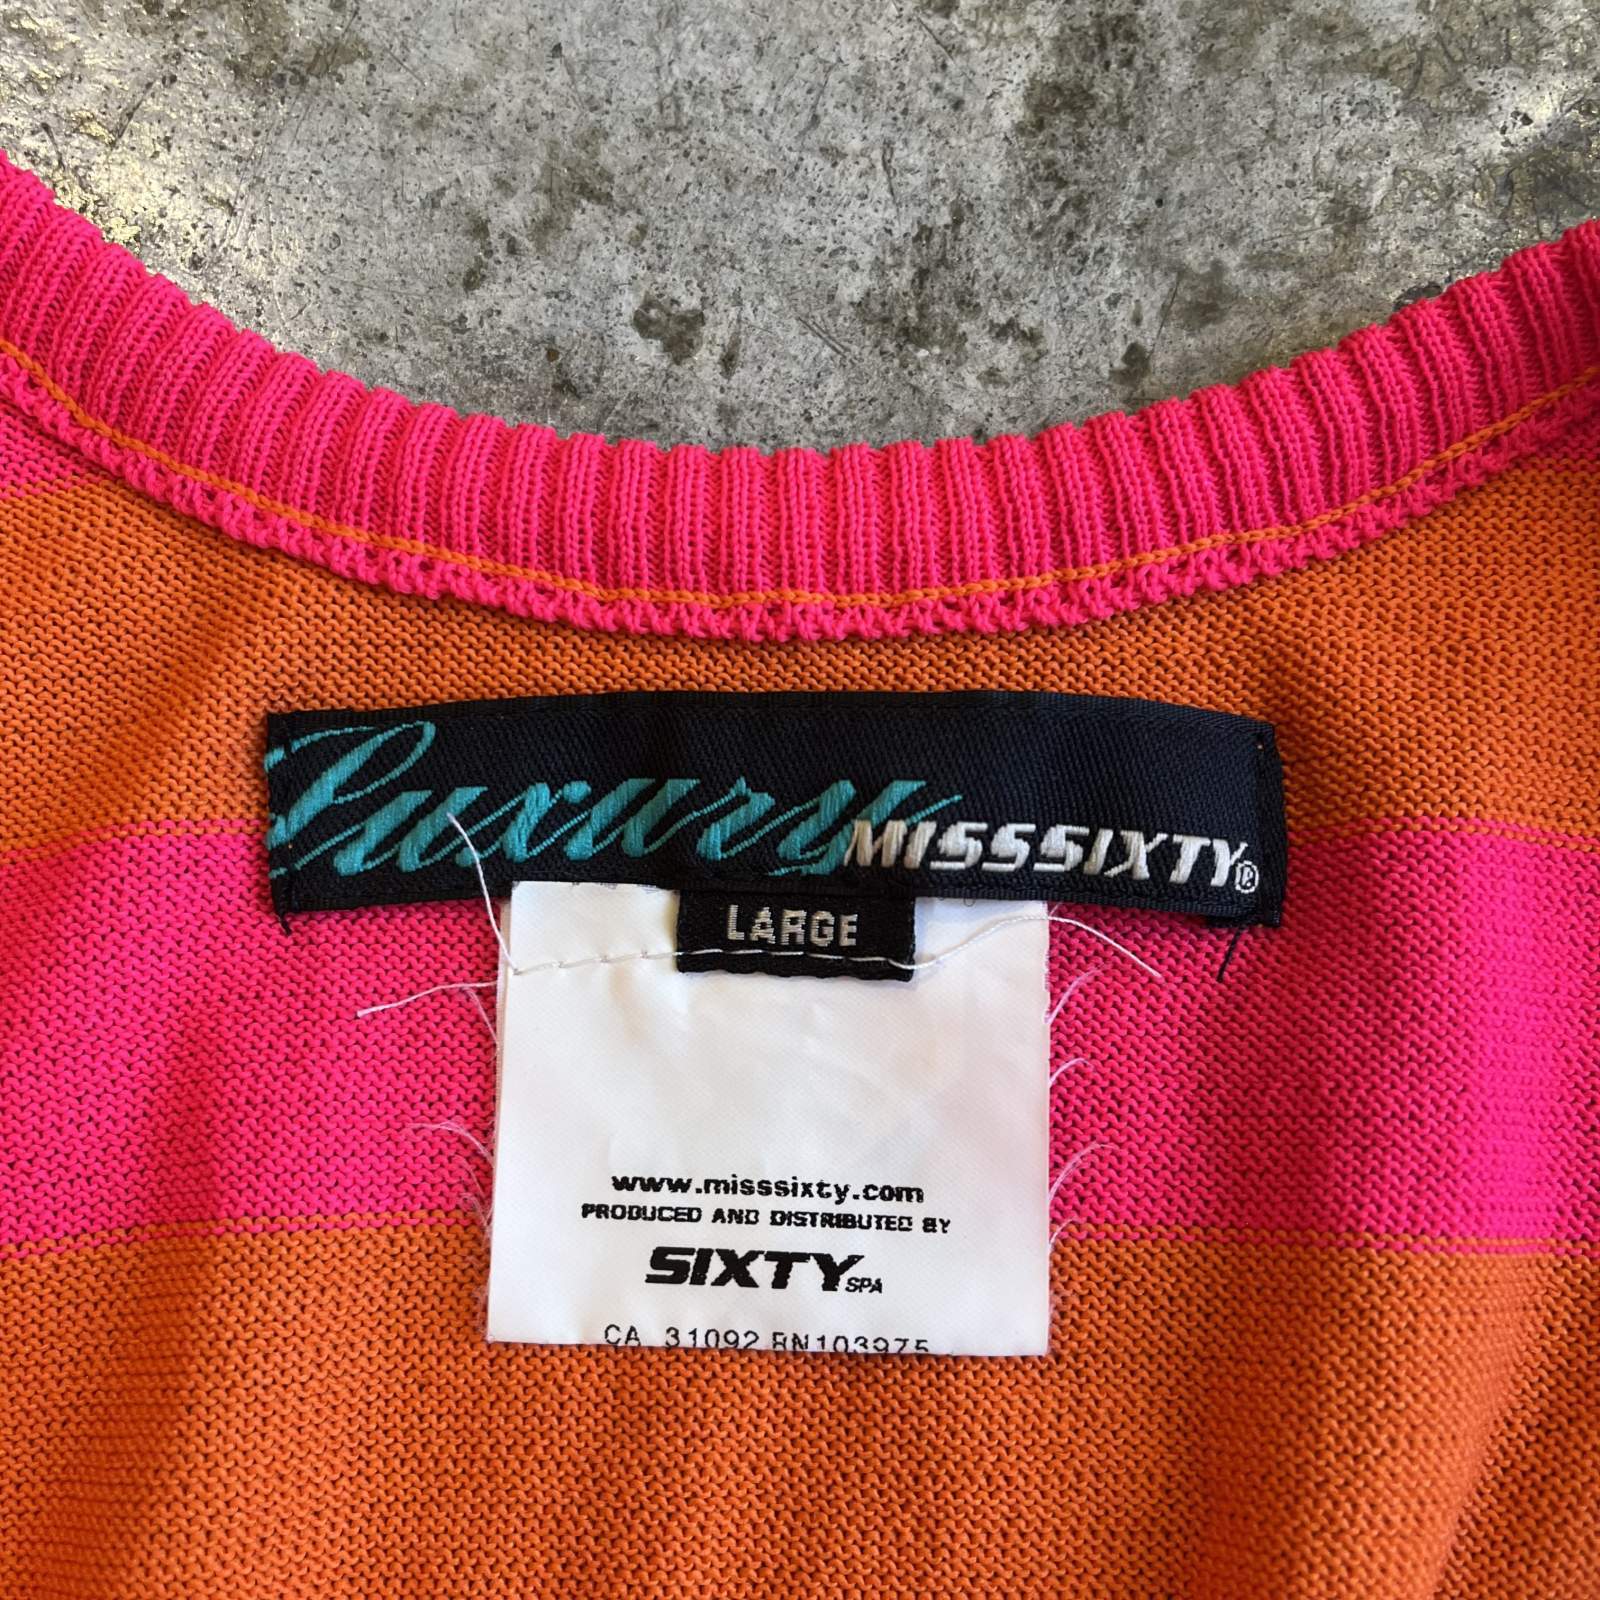 Luxury MISSSIXTY®
LARGE
www.misssixty.com
PRODUCED AND DISTRIBUTED BY
SIXTY SPA
CA 31092 RN103975